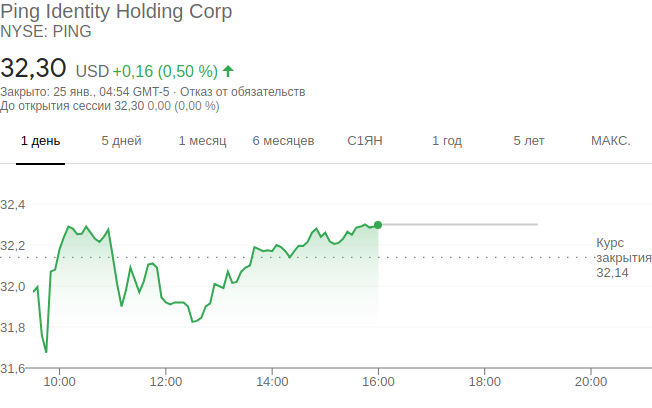 Ping Identity Holding Corp
NYSE: PING
32,30 USD +0,16 (0,50 %)
Закрыто: 25 янв., 04:54 GMT-5 · Отказ от обязательств
До открытия сессии 32,30 0,00 (0,00 %)
1 день 5 дней 1 месяц 6 месяцев С1ЯН 1 год 5 лет МАКС.
32,4
32,2
32,0
31,8
31,6
Курс
закрытия
32,14
10:00 12:00 14:00 16:00 18:00 20:00